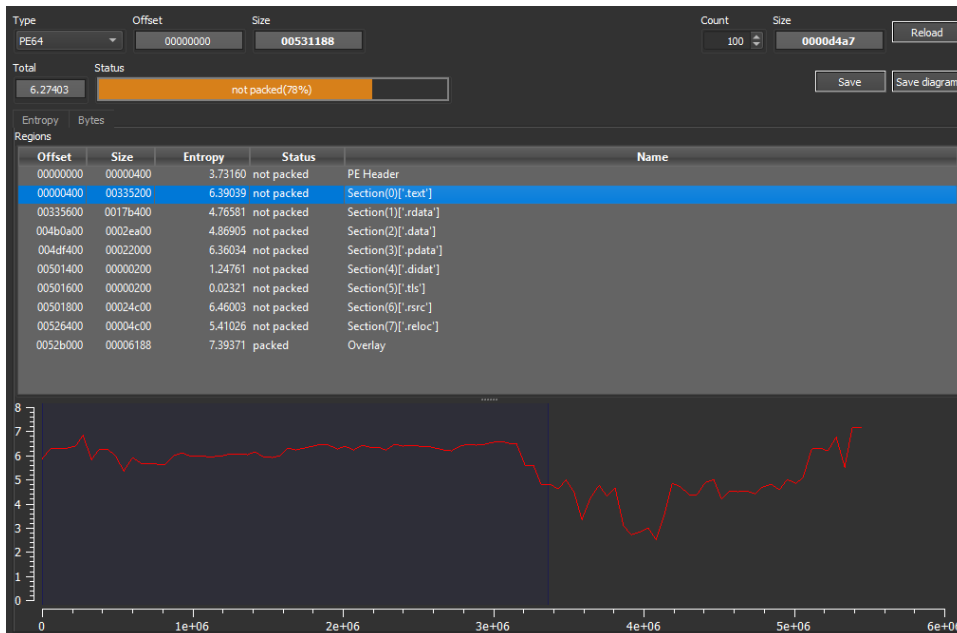 Type Offset Size Count Size
PE64 00000000 00531188 100 0000d4a7 Reload
Total Status
6.27403 not packed(78%) Save Save diagram
Entropy Bytes
Regions
Offset Size Entropy Status Name
00000000 00000400 3.73160 not packed PE Header
00000400 00335200 6.39039 not packed Section(0)['.text']
00335600 0017b400 4.76581 not packed Section(1)['.rdata']
004b0a00 0002ea00 4.86905 not packed Section(2)['.data']
004df400 00022000 6.36034 not packed Section(3)['.pdata']
00501400 00000200 1.24761 not packed Section(4)['.didat']
00501600 00000200 0.02321 not packed Section(5)['.tls']
00501800 00024c00 6.46003 not packed Section(6)['.rsrc']
00526400 00004c00 5.41026 not packed Section(7)['.reloc']
0052b000 00006188 7.39371 packed Overlay
8
7
6
5
4
3
2
1
0
0 1e+06 2e+06 3e+06 4e+06 5e+06 6e+0